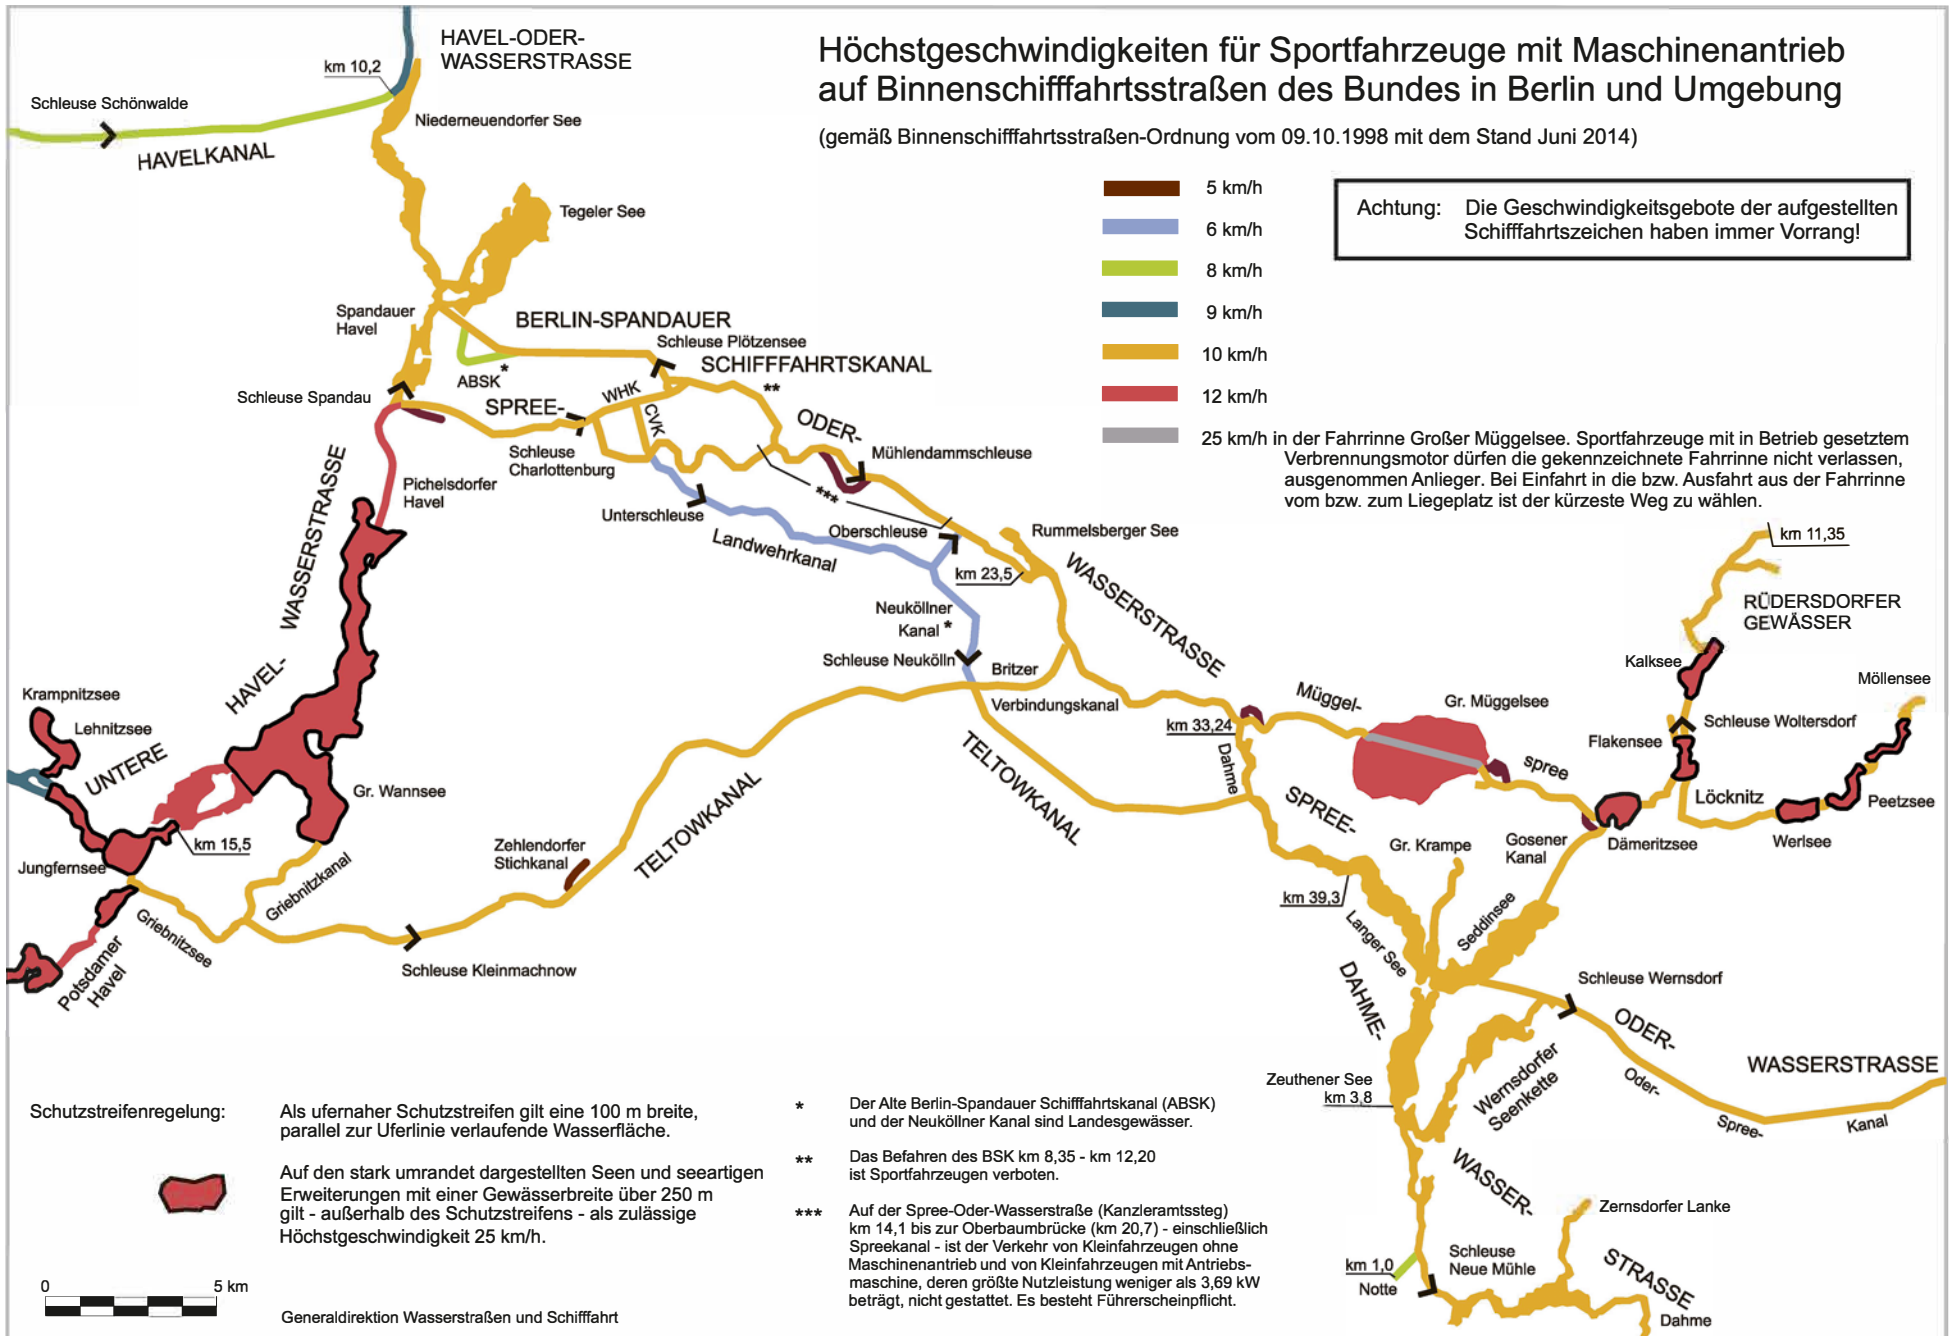 Höchstgeschwindigkeiten für Sportfahrzeuge mit Maschinenantrieb
auf Binnenschifffahrtsstraßen des Bundes in Berlin und Umgebung
(gemäß Binnenschifffahrtsstraßen-Ordnung vom 09.10.1998 mit dem Stand Juni 2014)
5 km/h
6 km/h
8 km/h
9 km/h
10 km/h
12 km/h
25 km/h in der Fahrrinne Großer Müggelsee. Sportfahrzeuge mit in Betrieb gesetztem
Verbrennungsmotor dürfen die gekennzeichnete Fahrrinne nicht verlassen,
ausgenommen Anlieger. Bei Einfahrt in die bzw. Ausfahrt aus der Fahrrinne
vom bzw. zum Liegeplatz ist der kürzeste Weg zu wählen.
Achtung: Die Geschwindigkeitsgebote der aufgestellten
Schifffahrtszeichen haben immer Vorrang!
HAVEL-ODER-
WASSERSTRASSE
km 10,2
Schleuse Schönwalde
HAVELKANAL
Niederneuendorfer See
Tegeler See
Spandauer
Havel
BERLIN-SPANDAUER
Schleuse Plötzensee
SCHIFFFAHRTSKANAL
**
ABSK *
WHK
CVK
Schleuse Spandau
SPREE-
ODER-
Schleuse
Charlottenburg
Mühlendammschleuse
***
Pichelsdorfer
Havel
Unterschleuse
Oberschleuse
Landwehrkanal
Rummelsberger See
km 23,5
WASSERSTRASSE
Neuköllner
Kanal *
Schleuse Neukölln
Britzer
Verbindungskanal
WASSERSTRASSE
HAVEL-
UNTERE
Krampnitzsee
Lehnitzsee
Gr. Wannsee
km 15,5
Jungfernsee
Griebnitzkanal
Griebnitzsee
Potsdamer
Havel
Zehlendorfer
Stichkanal
TELTOWKANAL
Schleuse Kleinmachnow
TELTOWKANAL
km 33,24
Dahme
Müggel-
Gr. Müggelsee
spree
SPREE-
km 11,35
RÜDERSDORFER
GEWÄSSER
Kalksee
Möllensee
Schleuse Woltersdorf
Flakensee
Löcknitz
Peetzsee
Werlsee
Dämeritzsee
Gosener
Kanal
Gr. Krampe
km 39,3
Langer See
Seddinsee
DAHME-
Schleuse Wernsdorf
ODER-
WASSERSTRASSE
Oder-
Spree-
Kanal
Wernsdorfer
Seenkette
Zeuthener See
km 3,8
WASSER-
Zernsdorfer Lanke
STRASSE
Schleuse
Neue Mühle
km 1,0
Notte
Dahme
Schutzstreifenregelung:
Als ufernaher Schutzstreifen gilt eine 100 m breite,
parallel zur Uferlinie verlaufende Wasserfläche.
Auf den stark umrandet dargestellten Seen und seeartigen
Erweiterungen mit einer Gewässerbreite über 250 m
gilt - außerhalb des Schutzstreifens - als zulässige
Höchstgeschwindigkeit 25 km/h.
0 5 km
Generaldirektion Wasserstraßen und Schifffahrt
* Der Alte Berlin-Spandauer Schifffahrtskanal (ABSK)
und der Neuköllner Kanal sind Landesgewässer.
** Das Befahren des BSK km 8,35 - km 12,20
ist Sportfahrzeugen verboten.
*** Auf der Spree-Oder-Wasserstraße (Kanzleramtssteg)
km 14,1 bis zur Oberbaumbrücke (km 20,7) - einschließlich
Spreekanal - ist der Verkehr von Kleinfahrzeugen ohne
Maschinenantrieb und von Kleinfahrzeugen mit Antriebs-
maschine, deren größte Nutzleistung weniger als 3,69 kW
beträgt, nicht gestattet. Es besteht Führerscheinpflicht.